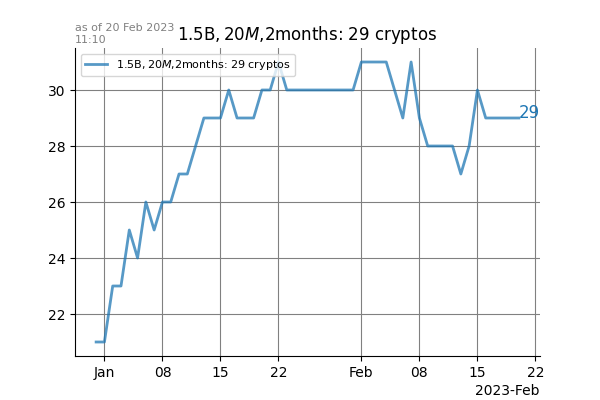 as of 20 Feb 2023
11:10
1.5B, 20M,2months: 29 cryptos
1.5B, 20M,2months: 29 cryptos
30
28
26
24
22
29
Jan 08 15 22 Feb 08 15 22
2023-Feb